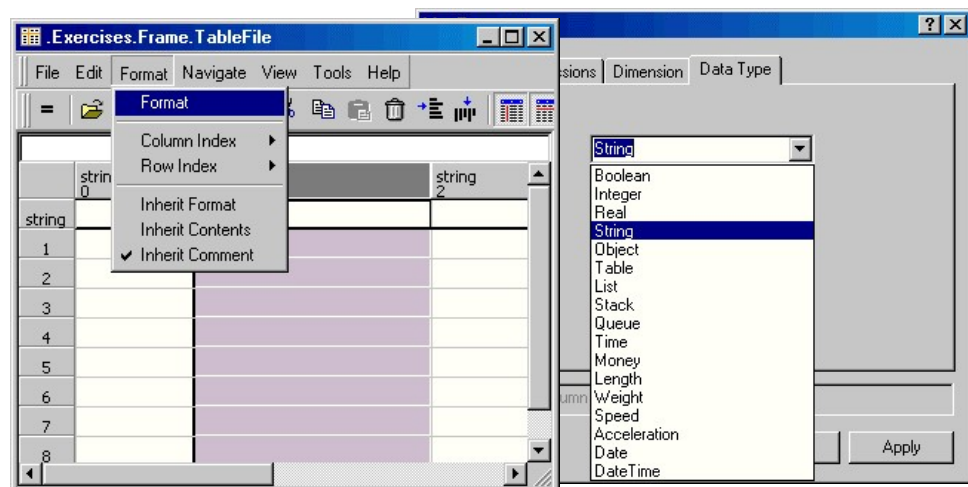 .Exercises.Frame.TableFile
File Edit Format Navigate View Tools Help
=
Format
Column Index
Row Index
Inherit Format
Inherit Contents
Inherit Comment
string
0
string
2
string
1
2
3
4
5
6
7
8
?
Dimension Data Type
String
Boolean
Integer
Real
String
Object
Table
List
Stack
Queue
Time
Money
Length
Weight
Speed
Acceleration
Date
DateTime
Apply